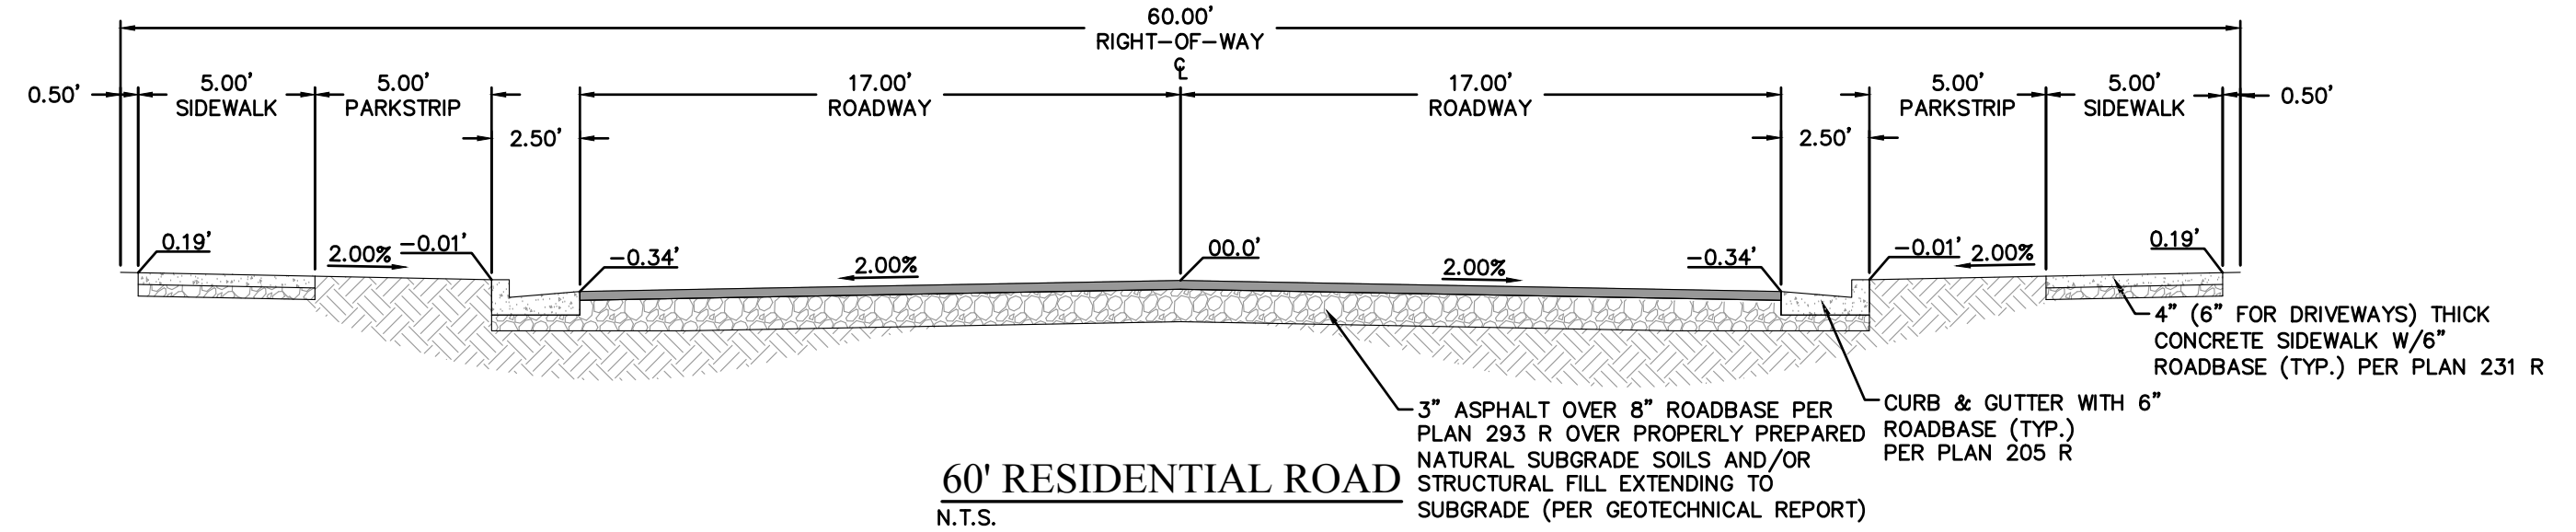 60.00'
RIGHT-OF-WAY
℄
0.50'
5.00'
SIDEWALK
5.00'
PARKSTRIP
2.50'
17.00'
ROADWAY
17.00'
ROADWAY
2.50'
5.00'
PARKSTRIP
5.00'
SIDEWALK
0.50'
0.19'
2.00%
-0.01'
-0.34'
2.00%
00.0'
2.00%
-0.34'
-0.01'
2.00%
0.19'
4" (6" FOR DRIVEWAYS) THICK
CONCRETE SIDEWALK W/6"
ROADBASE (TYP.) PER PLAN 231 R
CURB & GUTTER WITH 6"
ROADBASE (TYP.)
PER PLAN 205 R
3" ASPHALT OVER 8" ROADBASE PER
PLAN 293 R OVER PROPERLY PREPARED
NATURAL SUBGRADE SOILS AND/OR
STRUCTURAL FILL EXTENDING TO
SUBGRADE (PER GEOTECHNICAL REPORT)
60' RESIDENTIAL ROAD
N.T.S.